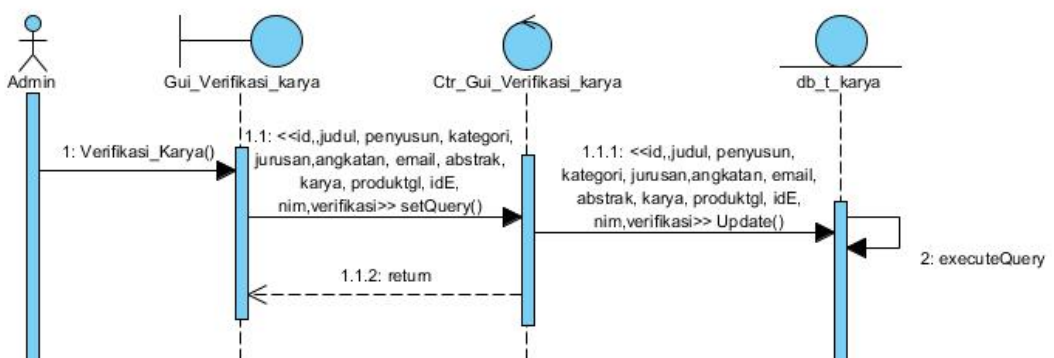 Admin
Gui_Verifikasi_karya
Ctr_Gui_Verifikasi_karya
db_t_karya
1: Verifikasi_Karya()
1.1: <<id,,judul, penyusun, kategori,
jurusan,angkatan, email, abstrak,
karya, produktgl, idE,
nim,verifikasi>> setQuery()
1.1.1: <<id,,judul, penyusun,
kategori, jurusan,angkatan, email,
abstrak, karya, produktgl, idE,
nim,verifikasi>> Update()
2: executeQuery
1.1.2: return